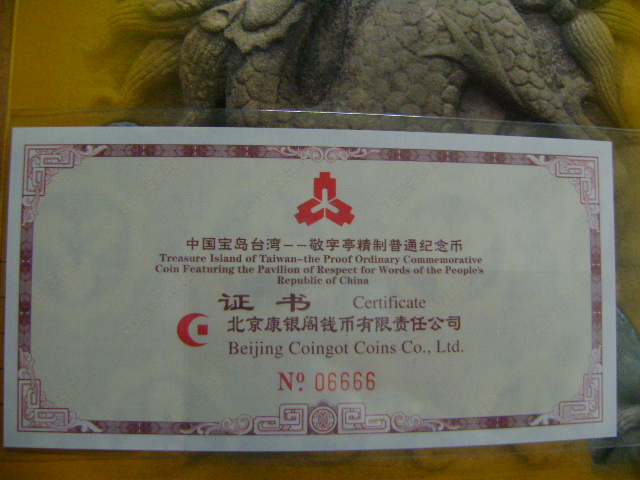 中国宝岛台湾--敬字亭精制普通纪念币
Treasure Island of Taiwan-the Proof Ordinary Commemorative
Coin Featuring the Pavilion of Respect for Words of the People's
Republic of China
证书 Certificate
北京康银阁钱币有限责任公司
Beijing Coingot Coins Co., Ltd.
Nº 06666